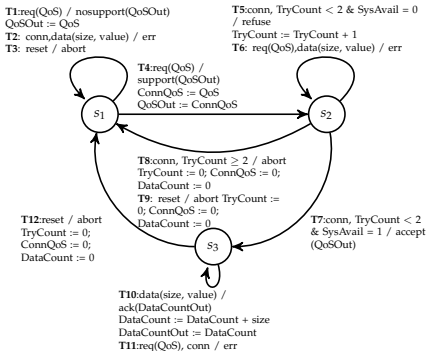 T1:req(QoS) / nosupport(QoSOut)
QoSOut := QoS
T2: conn,data(size, value) / err
T3: reset / abort
T5:conn, TryCount < 2 & SysAvail = 0
/ refuse
TryCount := TryCount + 1
T6: req(QoS),data(size, value) / err
T4:req(QoS) /
support(QoSOut)
ConnQoS := QoS
QoSOut := ConnQoS
s1
s2
T8:conn, TryCount ≥ 2 / abort
TryCount := 0; ConnQoS := 0;
DataCount := 0
T9: reset / abort TryCount :=
0; ConnQoS := 0;
DataCount := 0
T12:reset / abort
TryCount := 0;
ConnQoS := 0;
DataCount := 0
T7:conn, TryCount < 2
& SysAvail = 1 / accept
(QoSOut)
s3
T10:data(size, value) /
ack(DataCountOut)
DataCount := DataCount + size
DataCountOut := DataCount
T11:req(QoS), conn / err